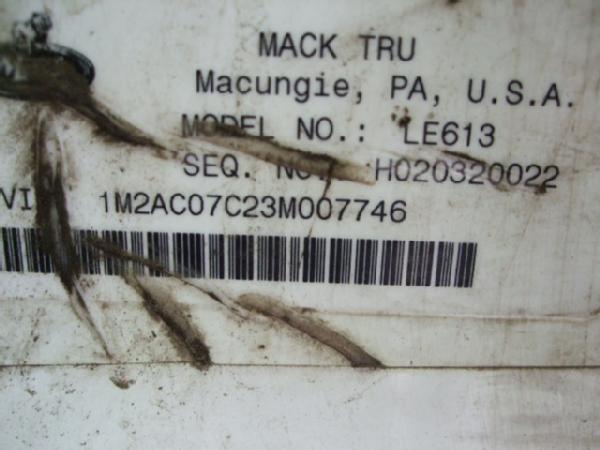 MACK TRU
Macungie, PA, U.S.A.
MODEL NO.: LE613
SEQ. NO.: H020320022
VI 1M2AC07C23M007746